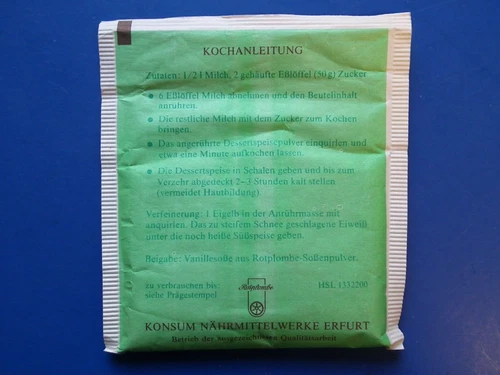 KOCHANLEITUNG
Zutaten: 1/2 l Milch, 2 gehäufte Eßlöffel (50 g) Zucker
● 6 Eßlöffel Milch abnehmen und den Beutelinhalt
anrühren.
● Die restliche Milch mit dem Zucker zum Kochen
bringen.
● Das angerührte Dessertspeisepulver einquirlen und
etwa eine Minute aufkochen lassen.
● Die Dessertspeise in Schalen geben und bis zum
Verzehr abgedeckt 2–3 Stunden kalt stellen
(vermeidet Hautbildung).
Verfeinerung: 1 Eigelb in der Anrührmasse mit
anquirlen. Das zu steifem Schnee geschlagene Eiweiß
unter die noch heiße Süßspeise geben.
Beigabe: Vanillesoße aus Rotplombe-Soßenpulver.
zu verbrauchen bis:
siehe Prägestempel
Rotplombe
HSL 1332200
KONSUM NÄHRMITTELWERKE ERFURT
Betrieb der ausgezeichneten Qualitätsarbeit